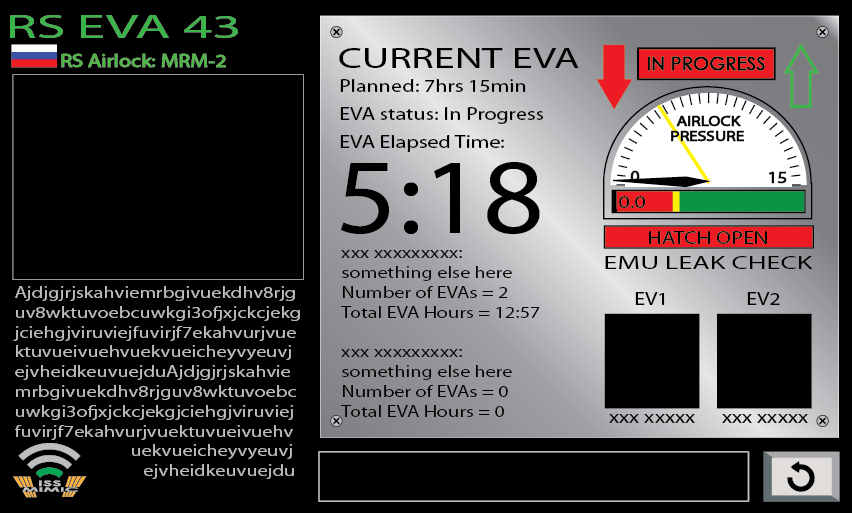 RS EVA 43
RS Airlock: MRM-2
Ajdjgjrjskahviemrbgivuekdhv8rjg
uv8wktuvoebcuwkgi3ofjxjckcjekg
jciehgjviruviejfuvirjf7ekahvurjvue
ktuvueivuehvuekvueicheyvyeuvj
ejvheidkeuvuejduAjdjgjrjskahvie
mrbgivuekdhv8rjguv8wktuvoebc
uwkgi3ofjxjckcjekgjciehgjviruviej
fuvirjf7ekahvurjvuektuvueivuehv
uekvueicheyvyeuvj
ejvheidkeuvuejdu
ISS
MIMIC
CURRENT EVA
Planned: 7hrs 15min
EVA status: In Progress
EVA Elapsed Time:
5:18
xxx xxxxxxxxx:
something else here
Number of EVAs = 2
Total EVA Hours = 12:57
xxx xxxxxxxxx:
something else here
Number of EVAs = 0
Total EVA Hours = 0
IN PROGRESS
AIRLOCK
PRESSURE
0 15
0.0
HATCH OPEN
EMU LEAK CHECK
EV1 EV2
xxx xxxxx xxx xxxxx